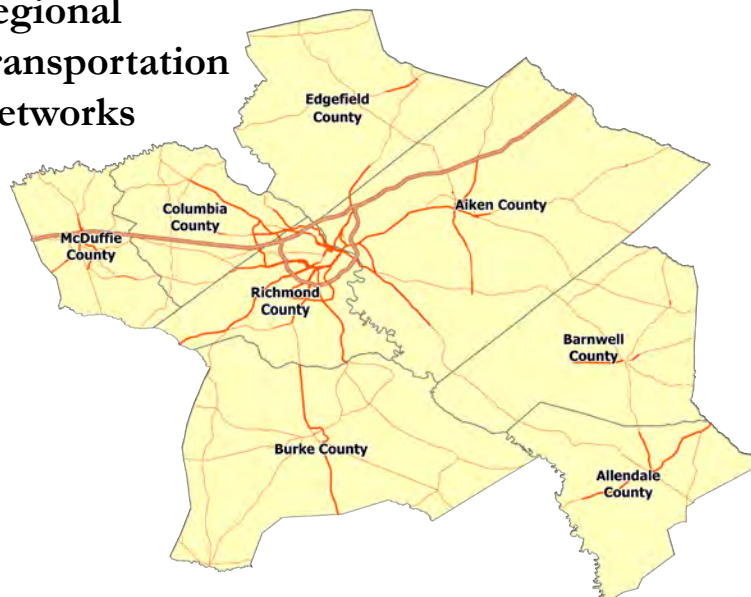 egional
ransportation
etworks
Edgefield
County
Columbia
County
Aiken County
McDuffie
County
Richmond
County
Barnwell
County
Burke County
Allendale
County